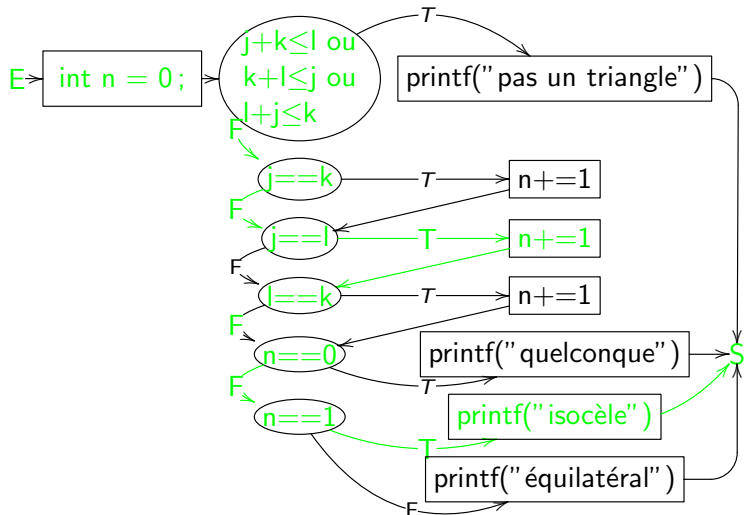 T
j+k≤l ou
E int n = 0 ; k+l≤j ou printf("pas un triangle")
l+j≤k
F
j==k T n+=1
F
j==l T n+=1
F
l==k T n+=1
F
n==0 printf("quelconque") S
F T
n==1 printf("isocèle")
T
printf("équilatéral")
F